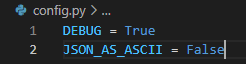 config.py > ...
1 DEBUG = True
2 JSON_AS_ASCII = False